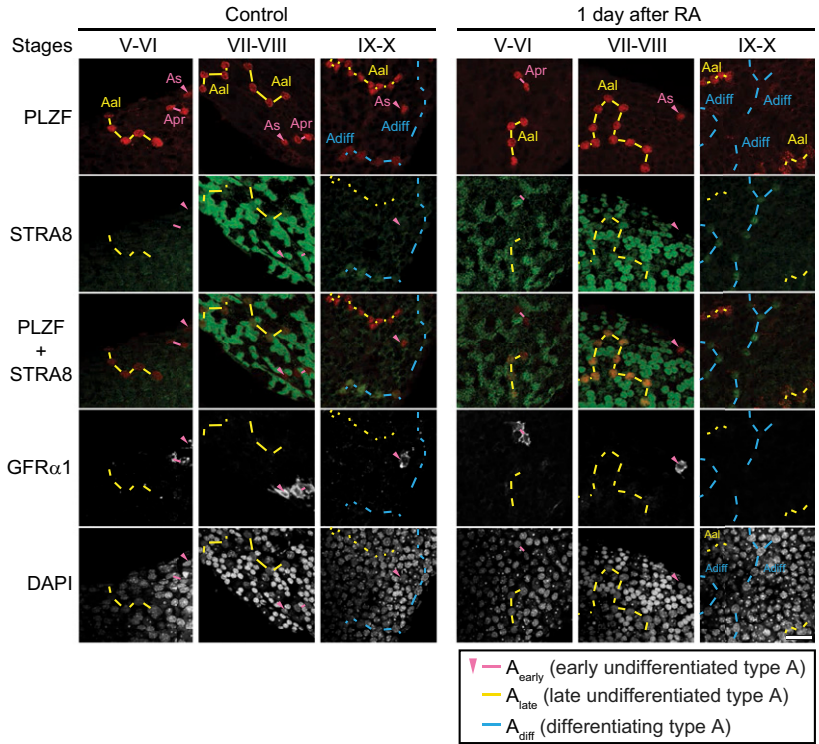 Control
1 day after RA
Stages
V-VI
VII-VIII
IX-X
V-VI
VII-VIII
IX-X
PLZF
Aal
As
Apr
Aal
Aal
As
Apr
Aal
As
Adiff
Adiff
Apr
Aal
Aal
As
Aal
Adiff
Adiff
Adiff
Aal
STRA8
PLZF
+
STRA8
GFRα1
DAPI
Aal
Adiff
Adiff
Aearly (early undifferentiated type A)
Alate (late undifferentiated type A)
Adiff (differentiating type A)